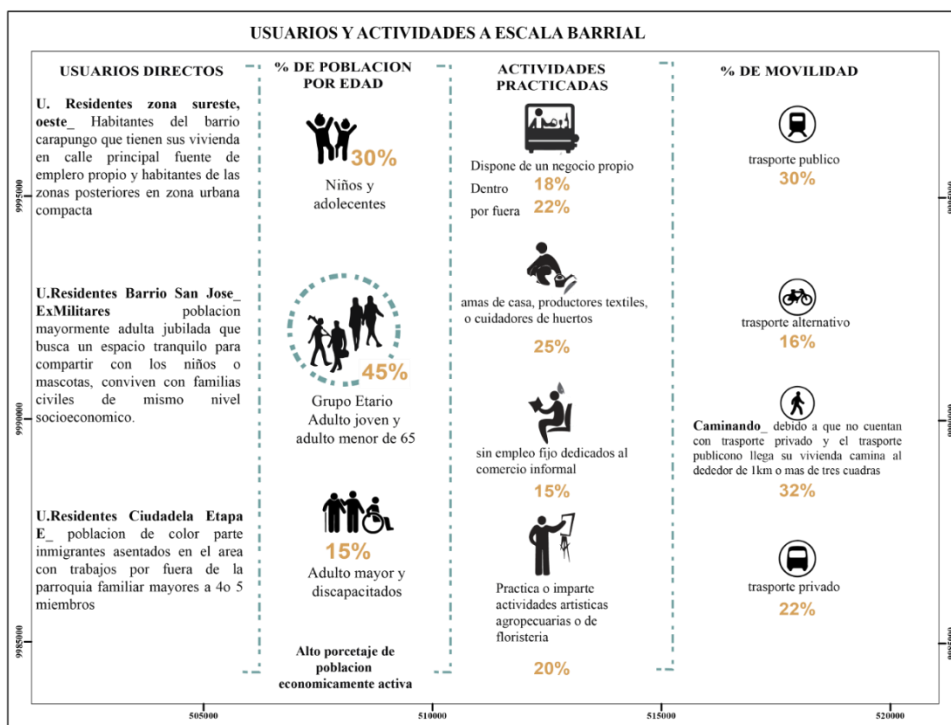 USUARIOS Y ACTIVIDADES A ESCALA BARRIAL
USUARIOS DIRECTOS
U. Residentes zona sureste,
oeste_ Habitantes del barrio
carapungo que tienen sus vivienda
en calle principal fuente de
emplero propio y habitantes de las
zonas posteriores en zona urbana
compacta
U.Residentes Barrio San Jose_
ExMilitares poblacion
mayormente adulta jubilada que
busca un espacio tranquilo para
compartir con los niños o
mascotas, conviven con familias
civiles de mismo nivel
socioeconomico.
U.Residentes Ciudadela Etapa
E_ poblacion de color parte
inmigrantes asentados en el area
con trabajos por fuera de la
parroquia familiar mayores a 4o 5
miembros
% DE POBLACION
POR EDAD
30%
Niños y
adolecentes
45%
Grupo Etario
Adulto joven y
adulto menor de 65
15%
Adulto mayor y
discapacitados
Alto porcetaje de
poblacion
economicamente activa
ACTIVIDADES
PRACTICADAS
Dispone de un negocio propio
Dentro 18%
por fuera 22%
amas de casa, productores textiles,
o cuidadores de huertos
25%
sin empleo fijo dedicados al
comercio informal
15%
Practica o imparte
actividades artisticas
agropecuarias o de
floristeria
20%
% DE MOVILIDAD
trasporte publico
30%
trasporte alternativo
16%
Caminando_ debido a que no cuentan
con trasporte privado y el trasporte
publicono llega su vivienda camina al
dededor de 1km o mas de tres cuadras
32%
trasporte privado
22%
9995000
9990000
9985000
9995000
9990000
9985000
505000
510000
515000
520000